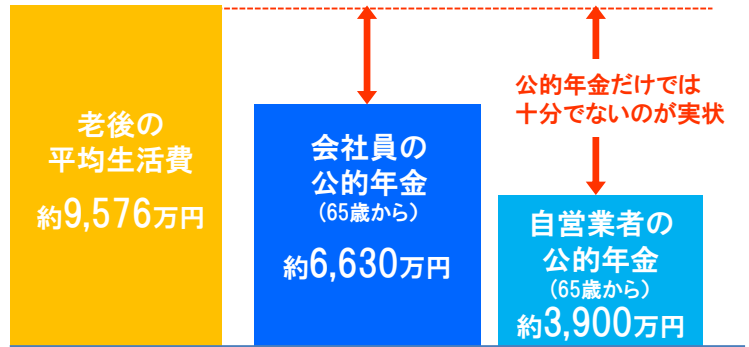 老後の
平均生活費
約9,576万円
会社員の
公的年金
(65歳から)
約6,630万円
公的年金だけでは
十分でないのが実状
自営業者の
公的年金
(65歳から)
約3,900万円